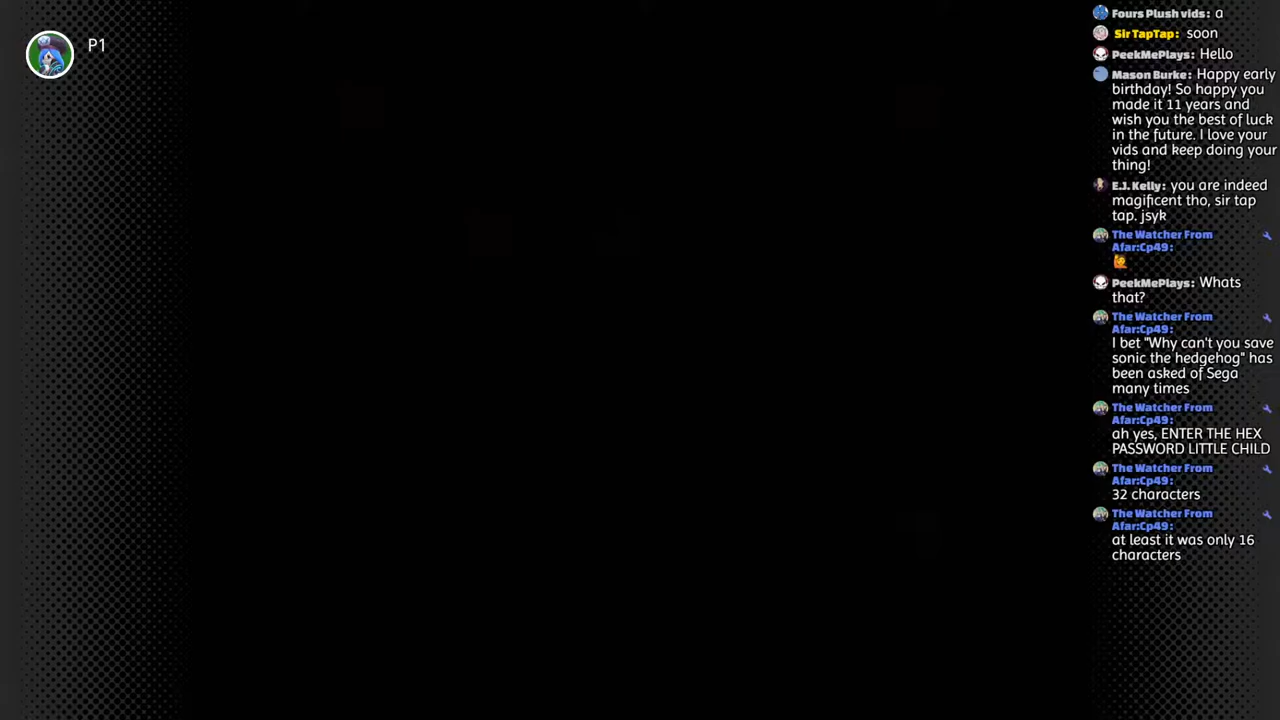 P1
Fours Plush vids: a
Sir TapTap: soon
PeekMePlays: Hello
Mason Burke: Happy early
birthday! So happy you
made it 11 years and
wish you the best of luck
in the future. I love your
vids and keep doing your
thing!
E.J. Kelly: you are indeed
magificent tho, sir tap
tap. jsyk
The Watcher From
Afar:Cp49:
PeekMePlays: Whats
that?
The Watcher From
Afar:Cp49:
I bet "Why can't you save
sonic the hedgehog" has
been asked of Sega
many times
The Watcher From
Afar:Cp49:
ah yes, ENTER THE HEX
PASSWORD LITTLE CHILD
The Watcher From
Afar:Cp49:
32 characters
The Watcher From
Afar:Cp49:
at least it was only 16
characters